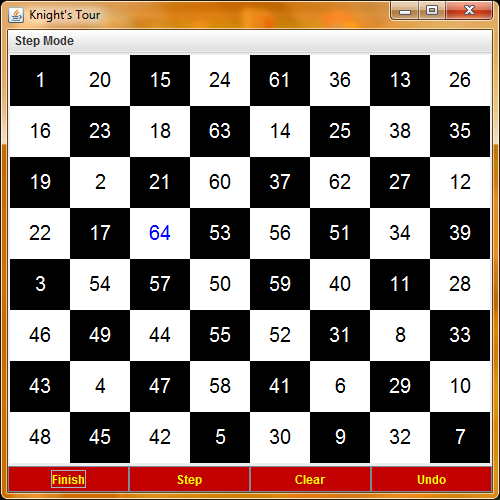 Knight's Tour
Step Mode
1 20 15 24 61 36 13 26
16 23 18 63 14 25 38 35
19 2 21 60 37 62 27 12
22 17 64 53 56 51 34 39
3 54 57 50 59 40 11 28
46 49 44 55 52 31 8 33
43 4 47 58 41 6 29 10
48 45 42 5 30 9 32 7
Finish Step Clear Undo